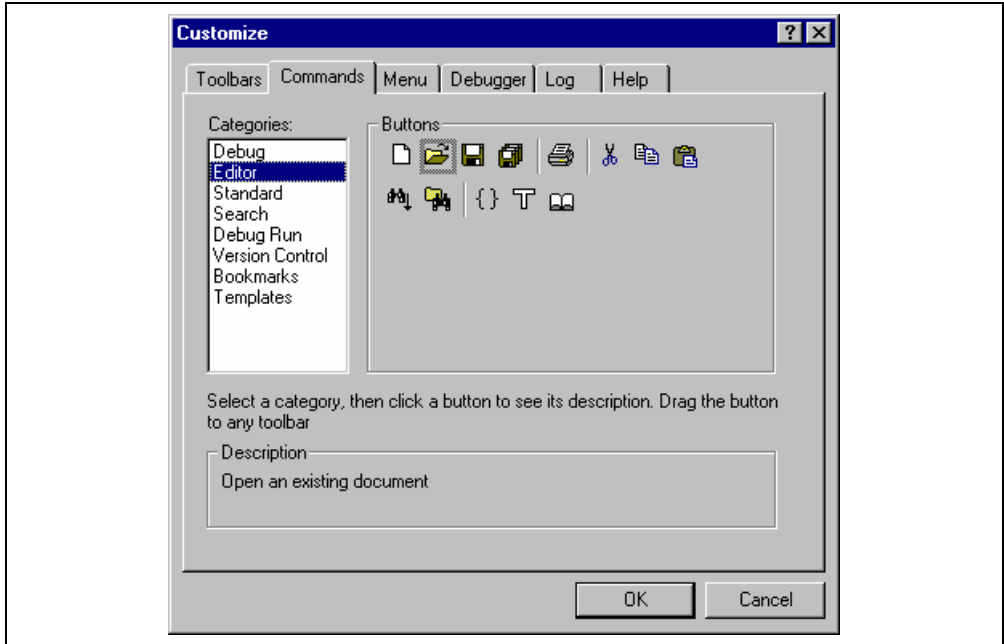 Customize
Toolbars Commands Menu Debugger Log Help
Categories:
Debug
Editor
Standard
Search
Debug Run
Version Control
Bookmarks
Templates
Buttons
{ } T
Select a category, then click a button to see its description. Drag the button
to any toolbar
Description
Open an existing document
OK Cancel